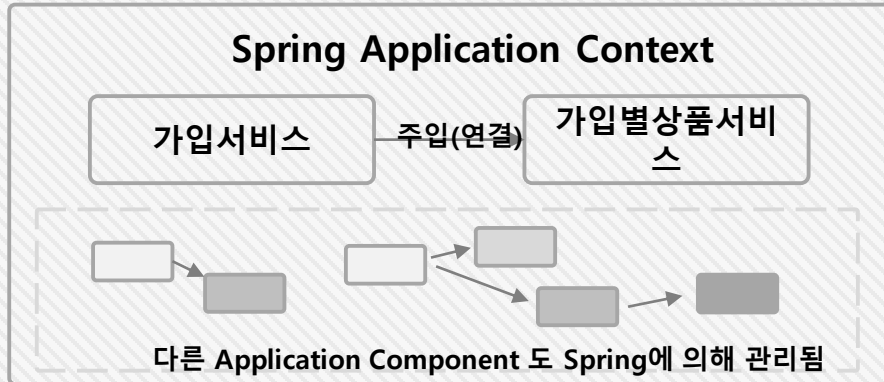 Spring Application Context
가입서비스
주입(연결)
가입별상품서비
스
다른 Application Component 도 Spring에 의해 관리됨